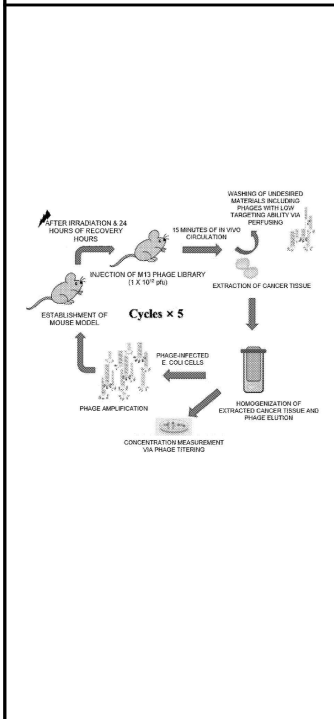 WASHING OF UNDESIRED
MATERIALS INCLUDING
PHAGES WITH LOW
TARGETING ABILITY VIA
PERFUSING
AFTER IRRADIATION & 24
HOURS OF RECOVERY
HOURS
15 MINUTES OF IN VIVO
CIRCULATION
INJECTION OF M13 PHAGE LIBRARY
(1 X 10¹² pfu)
EXTRACTION OF CANCER TISSUE
ESTABLISHMENT OF
MOUSE MODEL
Cycles × 5
PHAGE-INFECTED
E. COLI CELLS
PHAGE AMPLIFICATION
HOMOGENIZATION OF
EXTRACTED CANCER TISSUE AND
PHAGE ELUTION
CONCENTRATION MEASUREMENT
VIA PHAGE TITERING